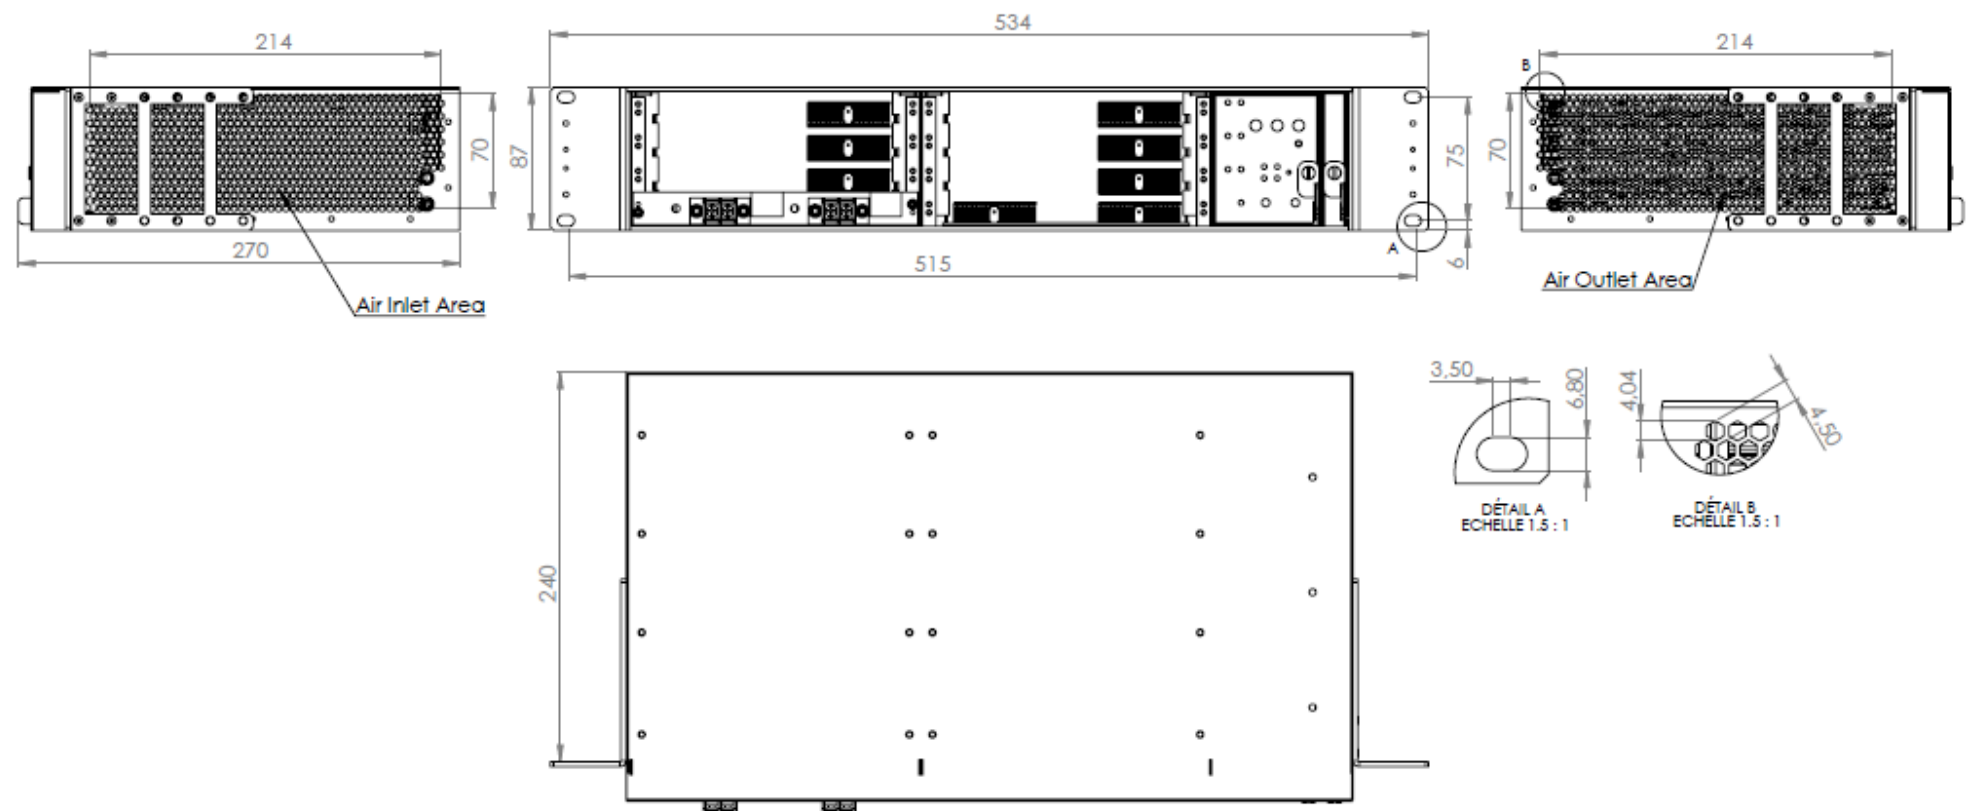 534
214
214
B
70
87
75
70
A
6
270
515
Air Inlet Area
Air Outlet Area
240
3,50
6,80
4,04
4,50
DÉTAIL A
ECHELLE 1.5 : 1
DÉTAIL B
ECHELLE 1.5 : 1